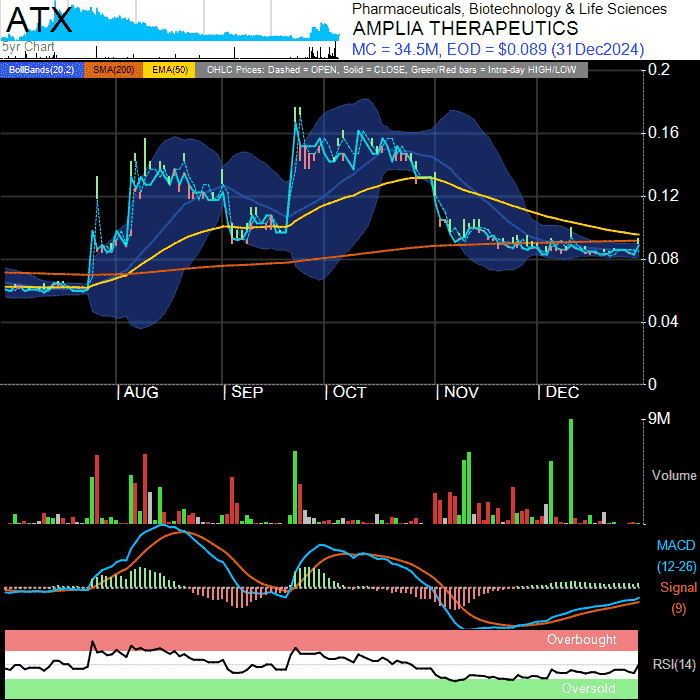 ATX
5yr Chart
Pharmaceuticals, Biotechnology & Life Sciences
AMPLIA THERAPEUTICS
MC = 34.5M, EOD = $0.089 (31Dec2024)
BollBands(20,2) SMA(200) EMA(50) OHLC Prices: Dashed = OPEN, Solid = CLOSE, Green/Red bars = Intra-day HIGH/LOW
0.2
0.16
0.12
0.08
0.04
0
AUG SEP OCT NOV DEC
9M
Volume
MACD
(12-26)
Signal
(9)
Overbought
RSI(14)
Oversold